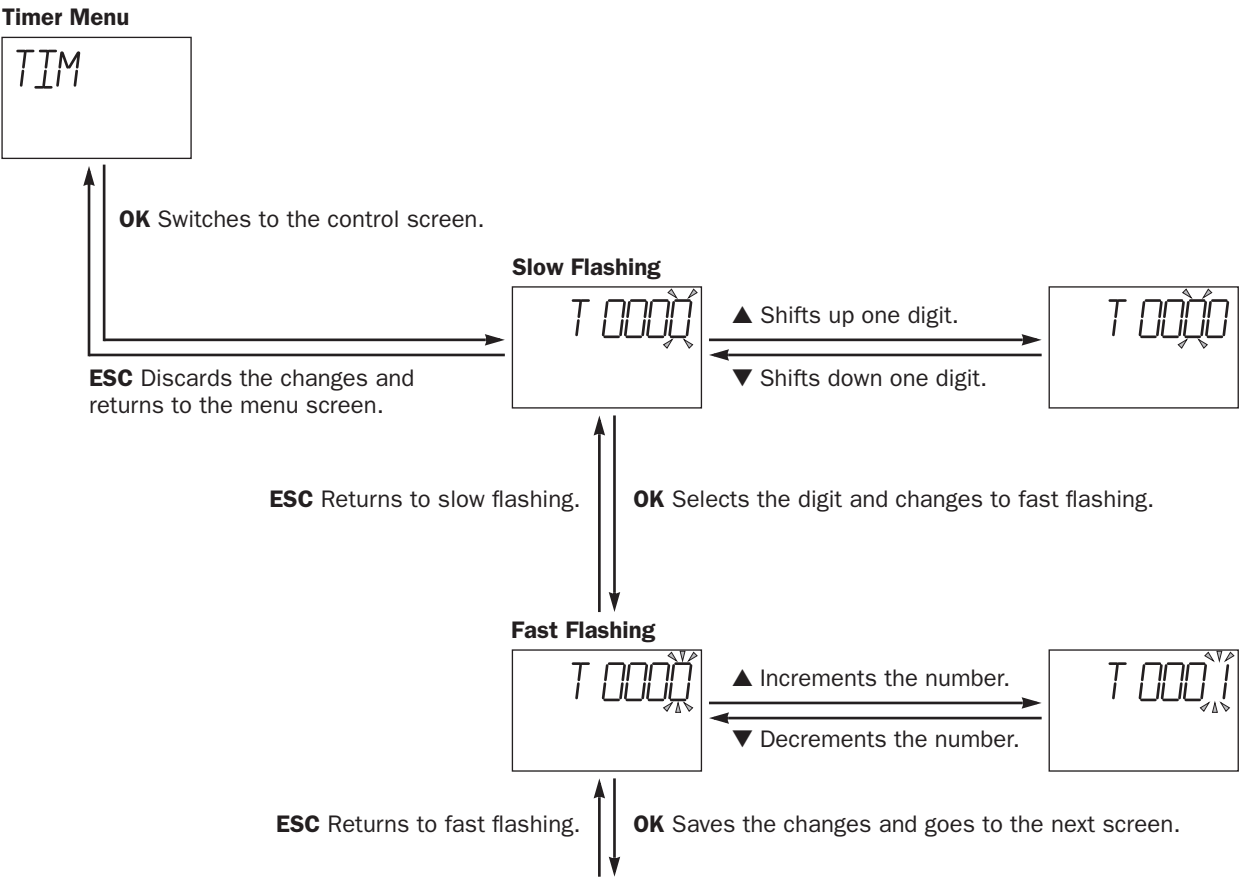 Timer Menu
TIM
OK Switches to the control screen.
Slow Flashing
T 0000
▲ Shifts up one digit.
T 0000
ESC Discards the changes and
returns to the menu screen.
▼ Shifts down one digit.
ESC Returns to slow flashing.
OK Selects the digit and changes to fast flashing.
Fast Flashing
T 0000
▲ Increments the number.
T 0001
▼ Decrements the number.
ESC Returns to fast flashing.
OK Saves the changes and goes to the next screen.